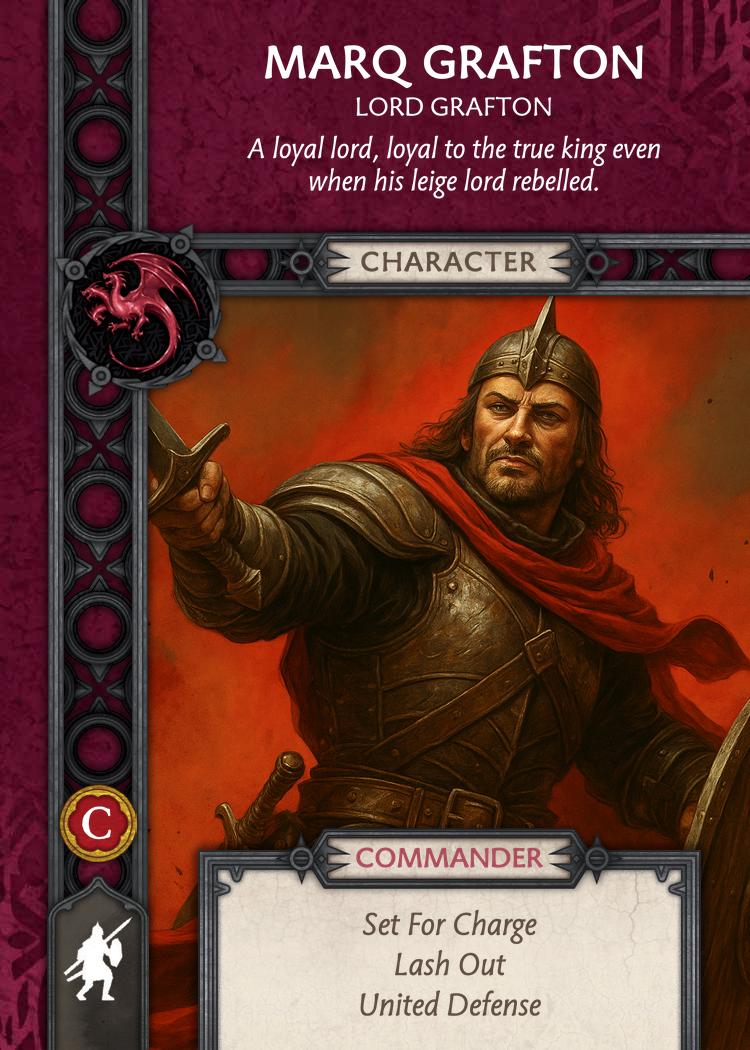 MARQ GRAFTON
LORD GRAFTON
A loyal lord, loyal to the true king even
when his leige lord rebelled.
CHARACTER
C
COMMANDER
Set For Charge
Lash Out
United Defense